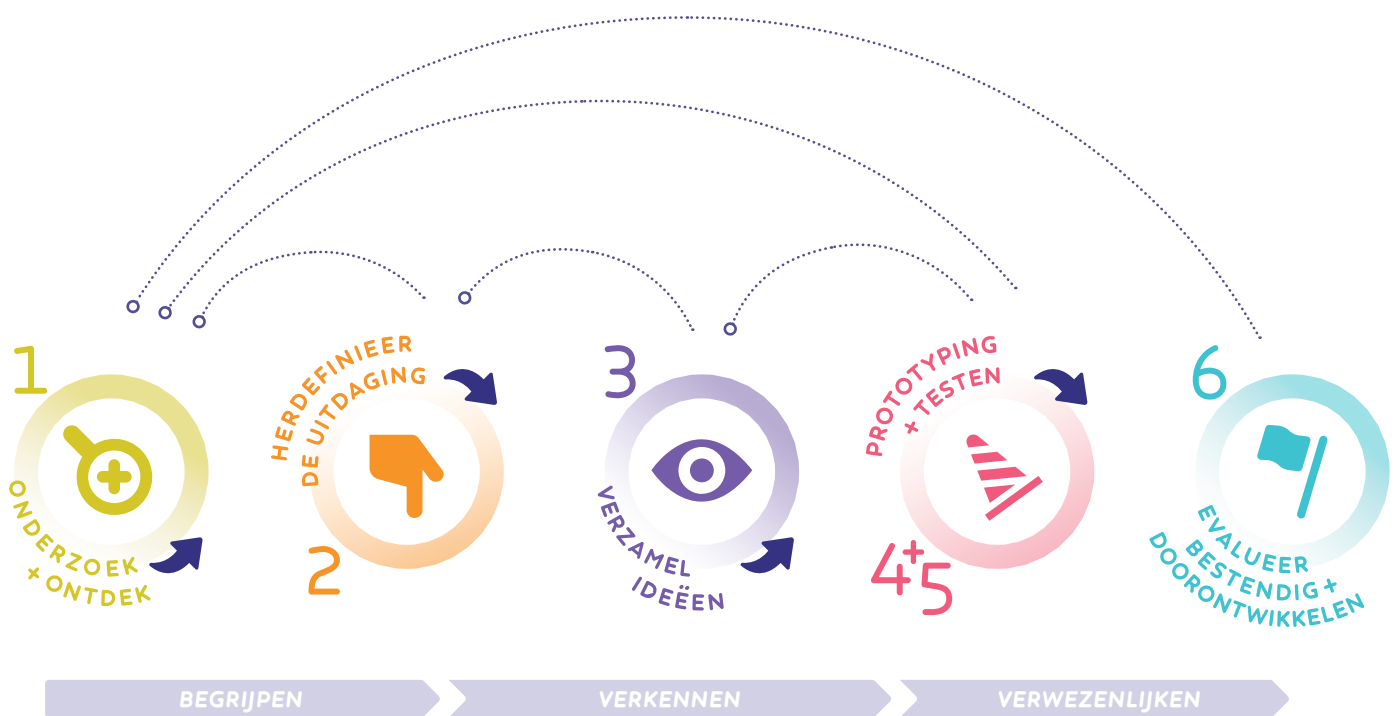 1
ONDERZOEK
+ ONTDEK
HERDEFINIEER
DE UITDAGING
2
3
VERZAMEL
IDEËEN
PROTOTYPING
+ TESTEN
4+5
6
EVALUEER
BESTENDIG +
DOORONTWIKKELEN
BEGRIJPEN
VERKENNEN
VERWEZENLIJKEN